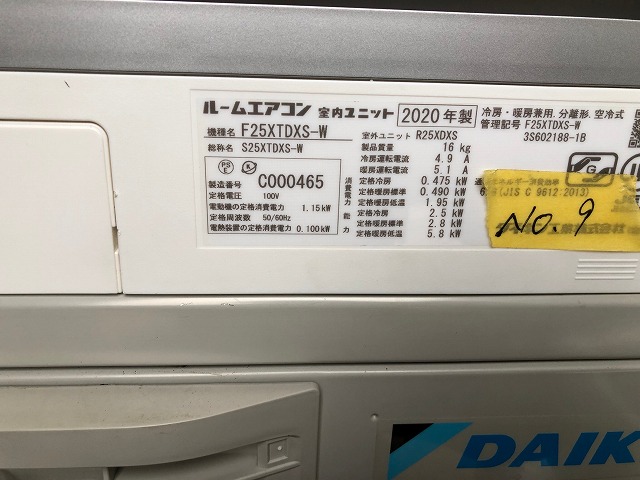 ルームエアコン 室内ユニット 2020年製 冷房・暖房兼用.分離形.空冷式
機種名 F25XTDXS-W 室外ユニット R25XDXS 管理記号 F25XTDXS-W
総称名 S25XTDXS-W 製品質量 16 kg 3S602188-1B
冷房運転電流 4.9 A
暖房運転電流 5.1 A
PS E
製造番号 C000465
定格電圧 100V
電動機の定格消費電力 1.15kW
定格周波数 50/60Hz
電熱装置の定格消費電力 0.100kW
消費電力 定格冷房 0.475 kW
定格暖房標準 0.490 kW
定格暖房低温 1.95 kW
能力 定格冷房 2.5 kW
定格暖房標準 2.8 kW
定格暖房低温 5.8 kW
(JIS C 9612:2013)
NO. 9
DAIK